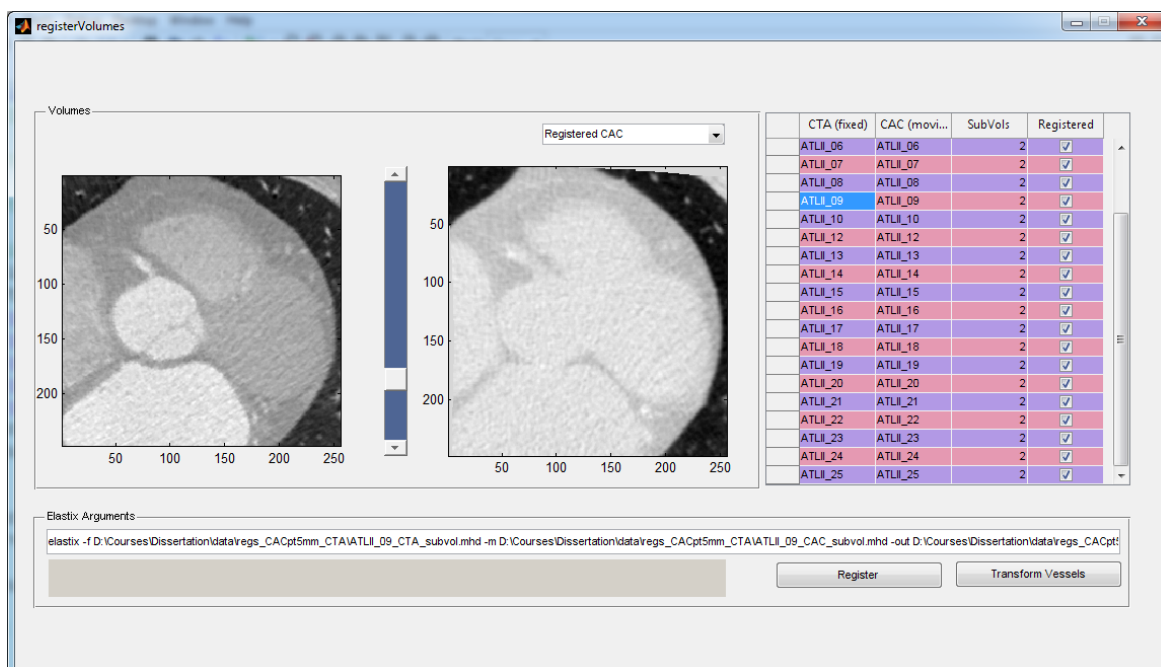 registerVolumes
Window Help
Volumes
Registered CAC
50
100
150
200
50 100 150 200 250
50
100
150
200
50 100 150 200 250
CTA (fixed) CAC (movi... SubVols Registered
ATLII_06 ATLII_06 2
ATLII_07 ATLII_07 2
ATLII_08 ATLII_08 2
ATLII_09 ATLII_09 2
ATLII_10 ATLII_10 2
ATLII_12 ATLII_12 2
ATLII_13 ATLII_13 2
ATLII_14 ATLII_14 2
ATLII_15 ATLII_15 2
ATLII_16 ATLII_16 2
ATLII_17 ATLII_17 2
ATLII_18 ATLII_18 2
ATLII_19 ATLII_19 2
ATLII_20 ATLII_20 2
ATLII_21 ATLII_21 2
ATLII_22 ATLII_22 2
ATLII_23 ATLII_23 2
ATLII_24 ATLII_24 2
ATLII_25 ATLII_25 2
Elastix Arguments
elastix -f D:\Courses\Dissertation\data\regs_CACpt5mm_CTA\ATLII_09_CTA_subvol.mhd -m D:\Courses\Dissertation\data\regs_CACpt5mm_CTA\ATLII_09_CAC_subvol.mhd -out D:\Courses\Dissertation\data\regs_CACpt5
Register
Transform Vessels